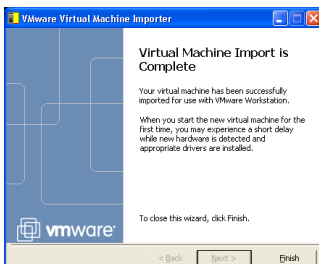 VMware Virtual Machine Importer
Virtual Machine Import is
Complete
Your virtual machine has been successfully
imported for use with VMware Workstation.
When you start the new virtual machine for the
first time, you may experience a short delay
while new hardware is detected and
appropriate drivers are installed.
To close this wizard, click Finish.
vmware®
< Back Next > Finish